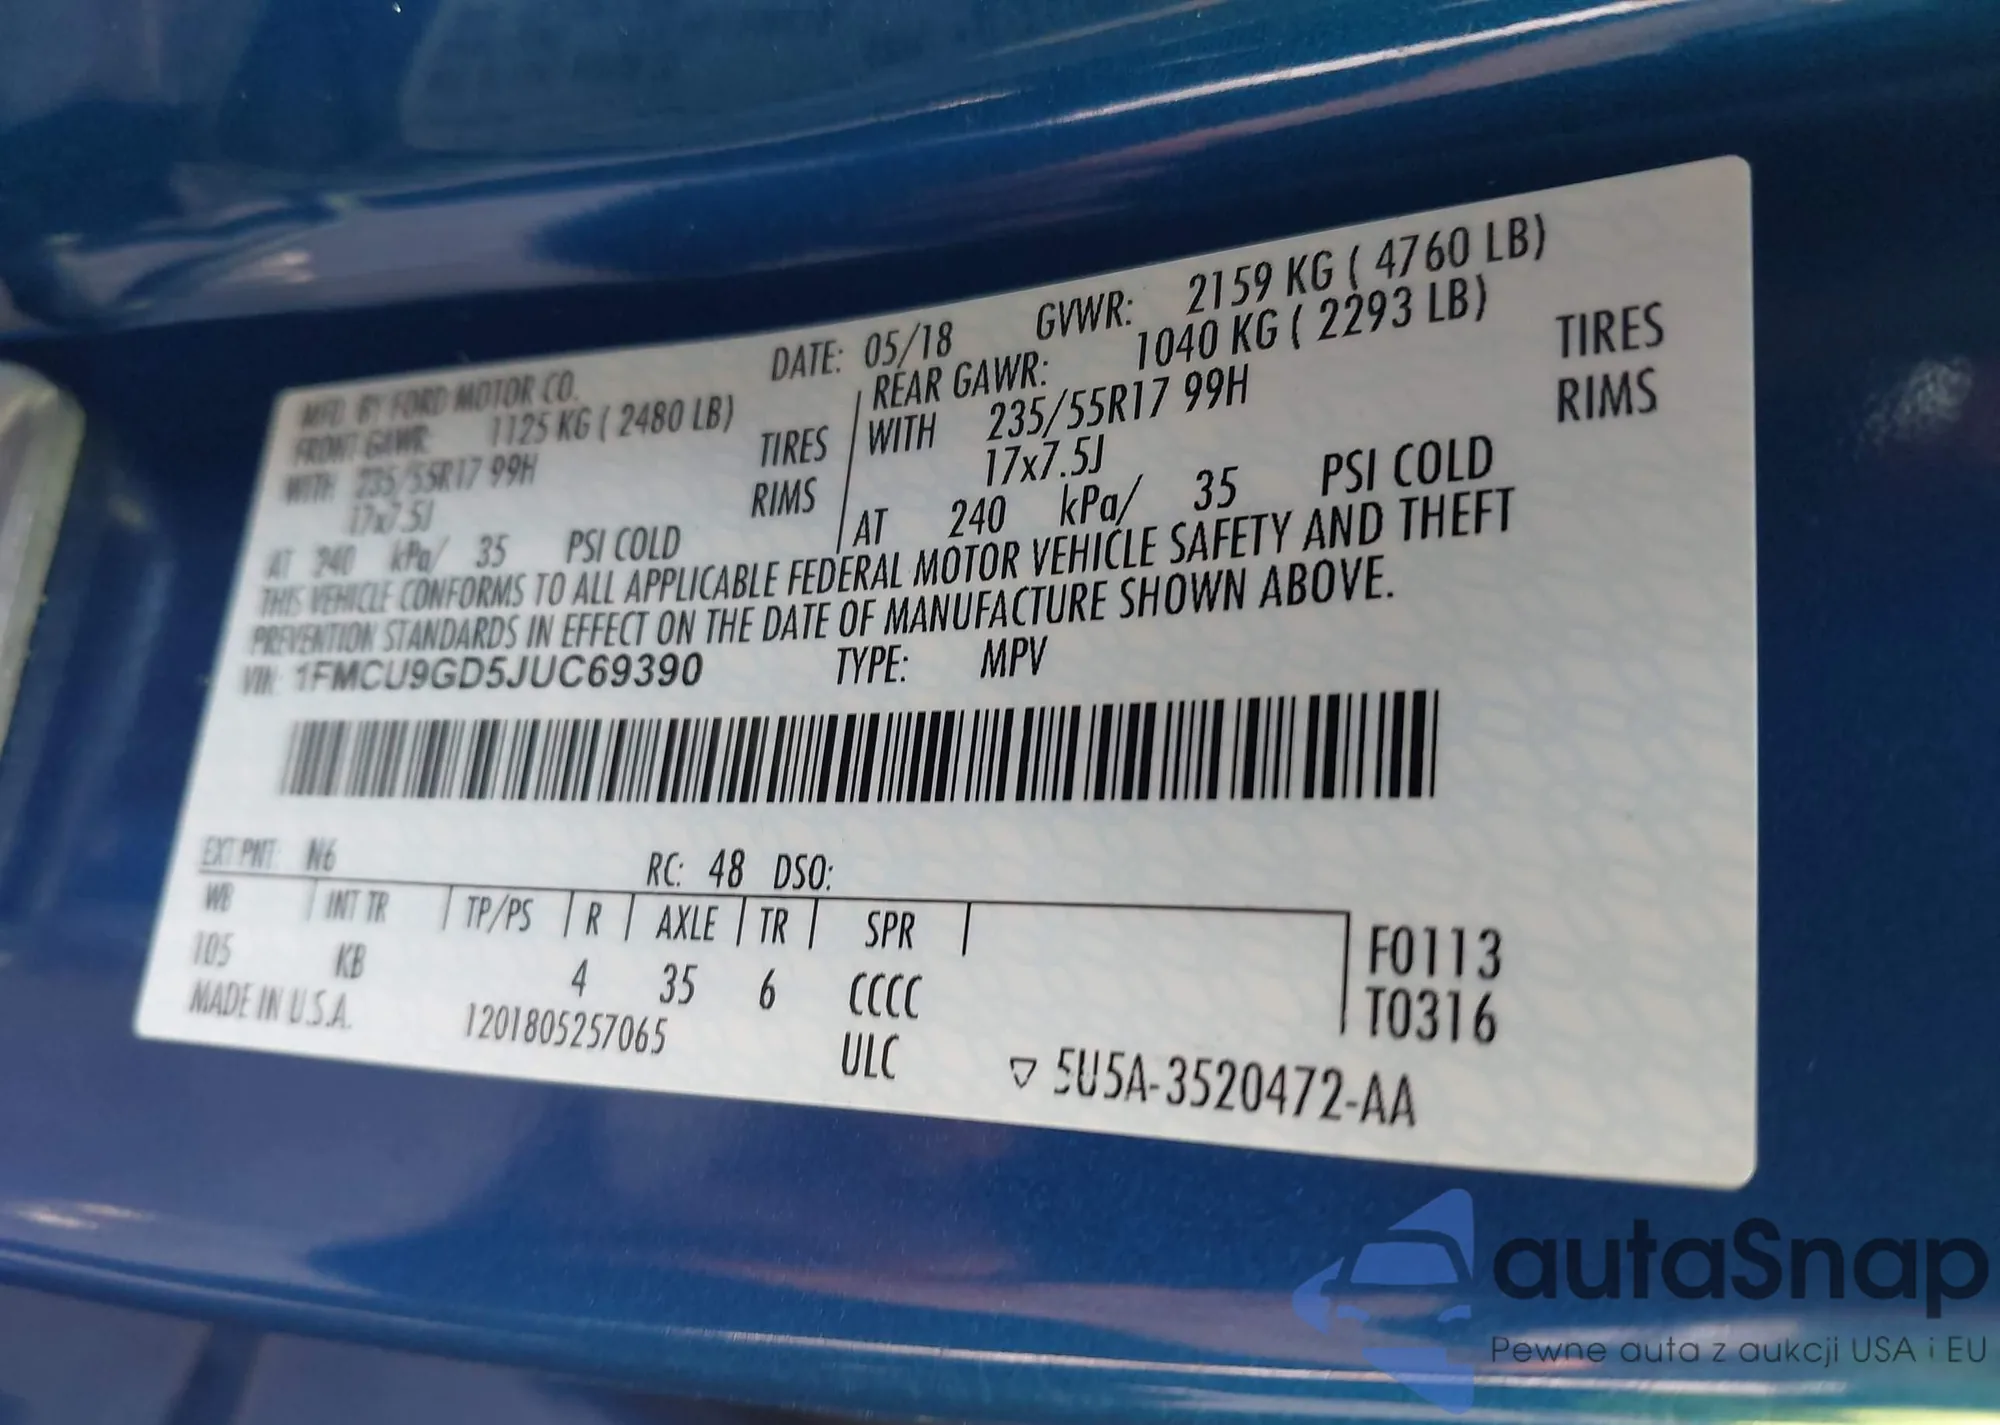 MFD. BY FORD MOTOR CO. DATE: 05/18 GVWR: 2159 KG ( 4760 LB)
FRONT GAWR: 1125 KG ( 2480 LB) REAR GAWR: 1040 KG ( 2293 LB)
WITH 235/55R17 99H TIRES WITH 235/55R17 99H TIRES
17x7.5J RIMS 17x7.5J RIMS
AT 240 kPa/ 35 PSI COLD AT 240 kPa/ 35 PSI COLD
THIS VEHICLE CONFORMS TO ALL APPLICABLE FEDERAL MOTOR VEHICLE SAFETY AND THEFT
PREVENTION STANDARDS IN EFFECT ON THE DATE OF MANUFACTURE SHOWN ABOVE.
VIN: 1FMCU9GD5JUC69390 TYPE: MPV
EXT PNT: N6 RC: 48 DSO:
WB INT TR TP/PS R AXLE TR SPR
105 KB 4 35 6 CCCC
F0113
T0316
MADE IN U.S.A. 1201805257065 ULC
5U5A-3520472-AA
autaSnap
Pewne auta z aukcji USA i EU